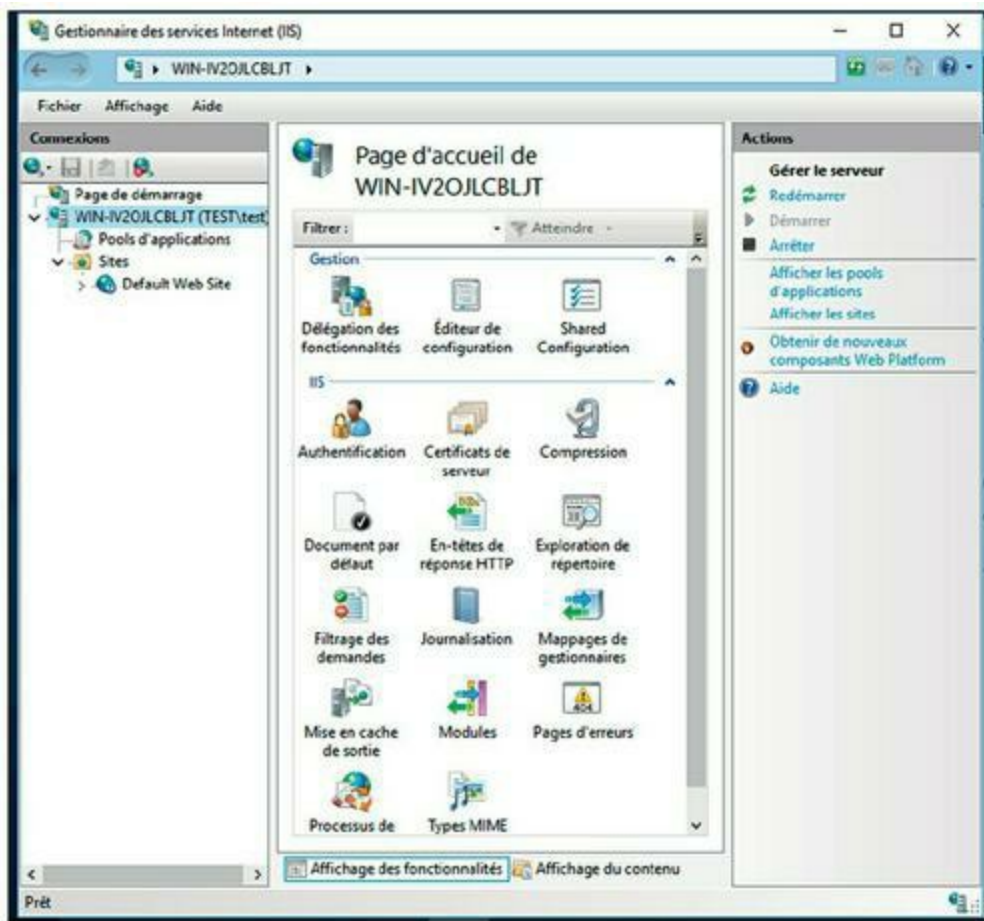 Gestionnaire des services Internet (IIS)
WIN-IV2OJLCBLJT
Fichier Affichage Aide
Connexions
Page de démarrage
WIN-IV2OJLCBLJT (TEST\test
Pools d'applications
Sites
Default Web Site
Page d'accueil de
WIN-IV2OJLCBLJT
Filtrer : Atteindre
Gestion
Délégation des
fonctionnalités
Éditeur de
configuration
Shared
Configuration
IIS
Authentification
Certificats de
serveur
Compression
Document par
défaut
En-têtes de
réponse HTTP
Exploration de
répertoire
Filtrage des
demandes
Journalisation
Mappages de
gestionnaires
Mise en cache
de sortie
Modules
404
Pages d'erreurs
Processus de
Types MIME
Affichage des fonctionnalités
Affichage du contenu
Actions
Gérer le serveur
Redémarrer
Démarrer
Arrêter
Afficher les pools
d'applications
Afficher les sites
Obtenir de nouveaux
composants Web Platform
Aide
Prêt